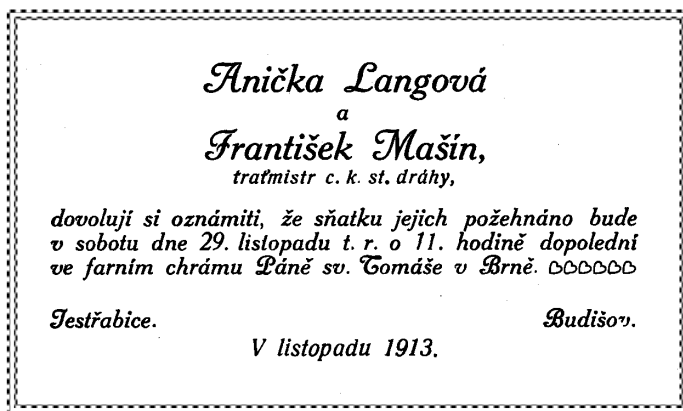 Anička Langová
a
František Mašín,
traťmistr c. k. st. dráhy,
dovolují si oznámiti, že sňatku jejich požehnáno bude
v sobotu dne 29. listopadu t. r. o 11. hodině dopolední
ve farním chrámu Páně sv. Tomáše v Brně.
Jestřabice. Budišov.
V listopadu 1913.